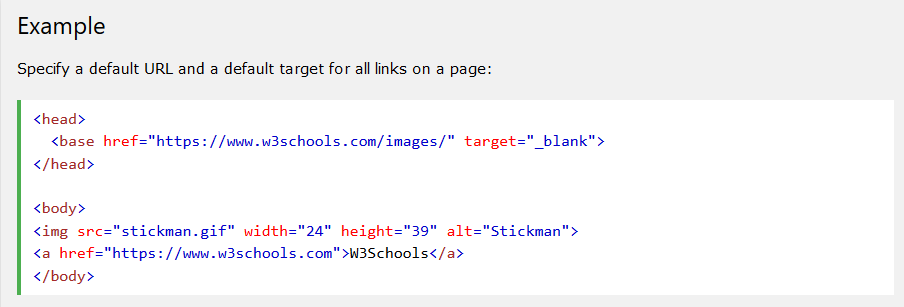 Example
Specify a default URL and a default target for all links on a page:
<head>
  <base href="https://www.w3schools.com/images/" target="_blank">
</head>

<body>
<img src="stickman.gif" width="24" height="39" alt="Stickman">
<a href="https://www.w3schools.com">W3Schools</a>
</body>